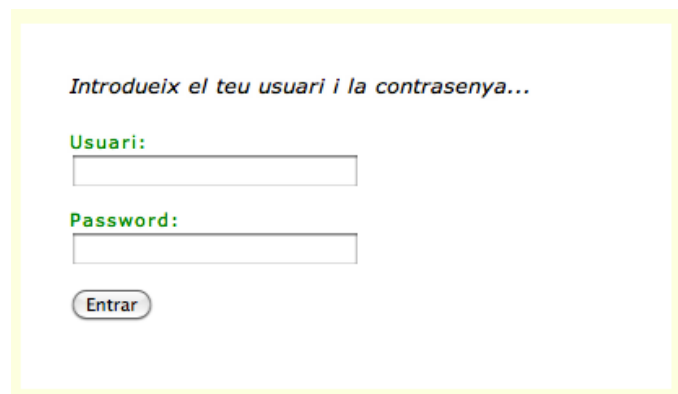 Introdueix el teu usuari i la contrasenya...
Usuari:
Password:
Entrar